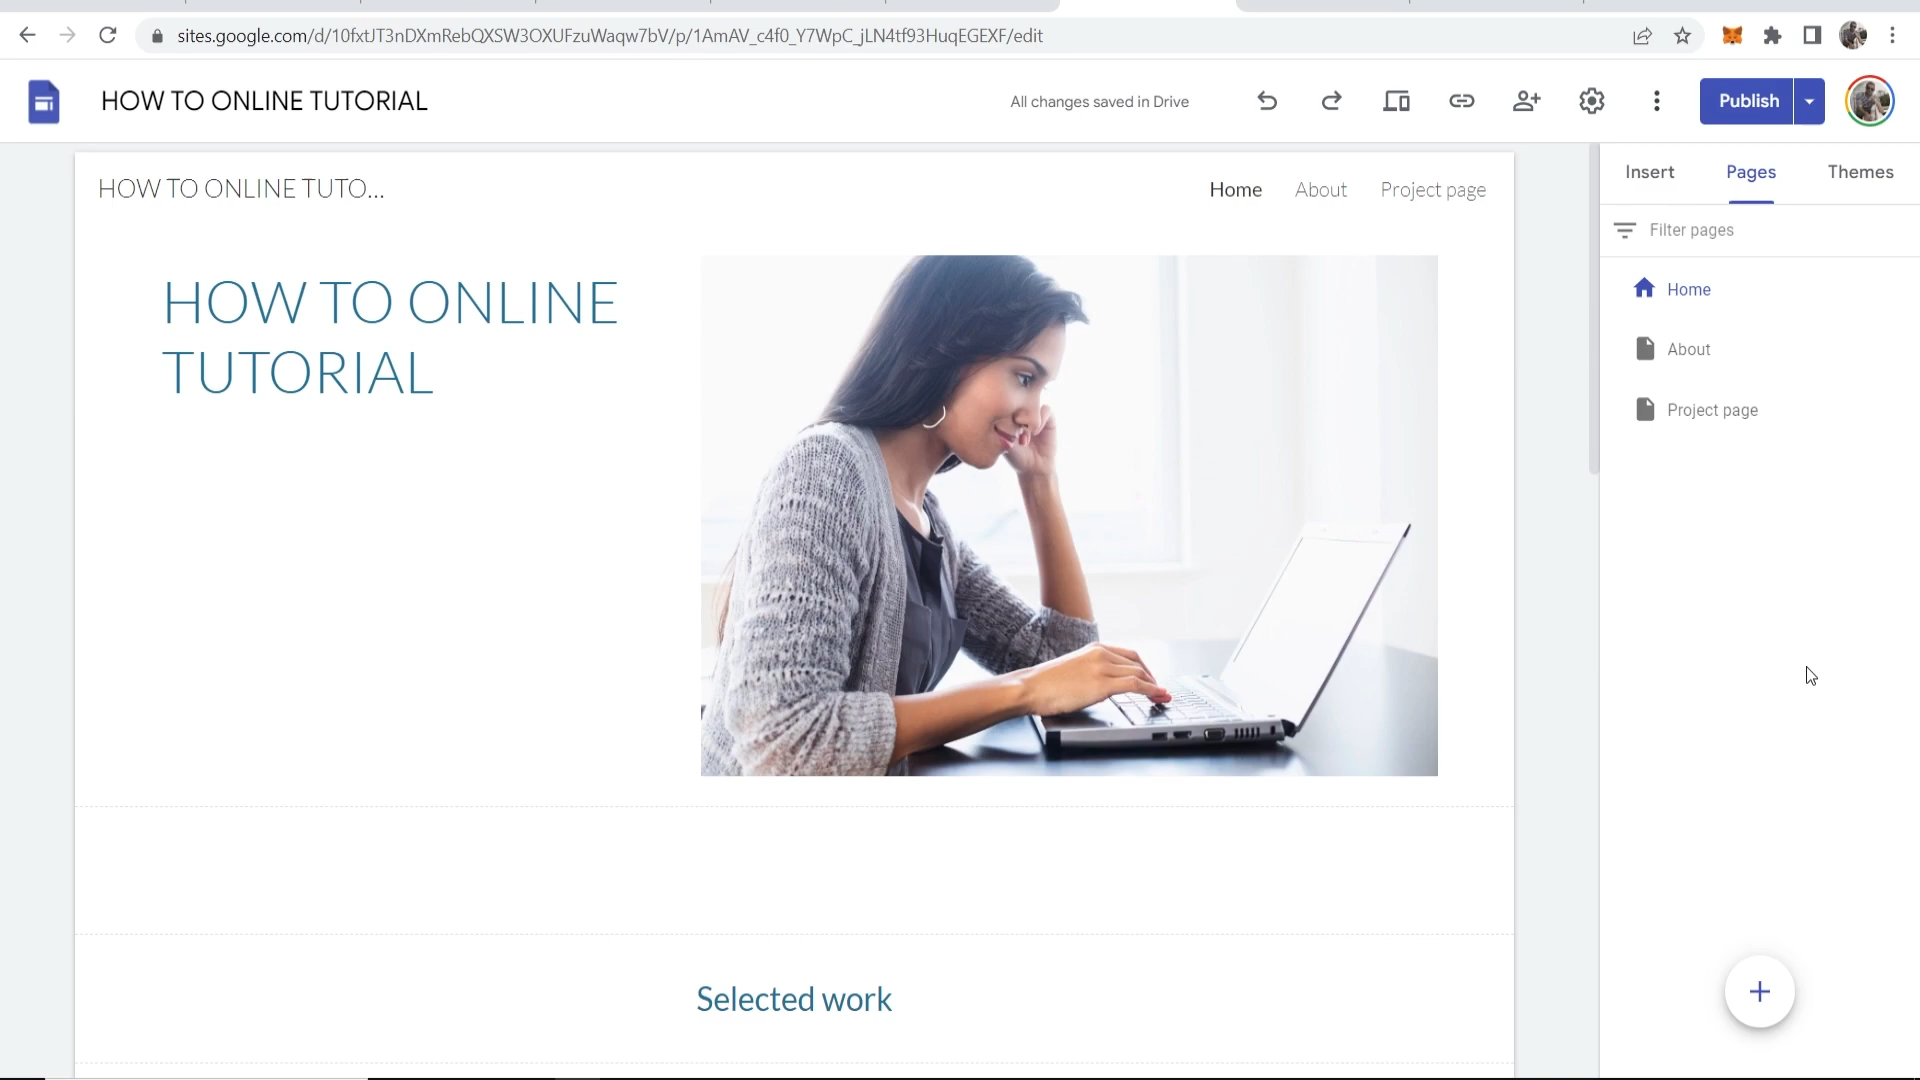 sites.google.com/d/10fxtJT3nDXmRebQXSW3OXUFzuWaqw7bV/p/1AmAV_c4f0_Y7WpC_jLN4tf93HuqEGEXF/edit
HOW TO ONLINE TUTORIAL
All changes saved in Drive
Publish
HOW TO ONLINE TUTO...
Home About Project page
Insert Pages Themes
Filter pages
Home
About
Project page
HOW TO ONLINE
TUTORIAL
Selected work